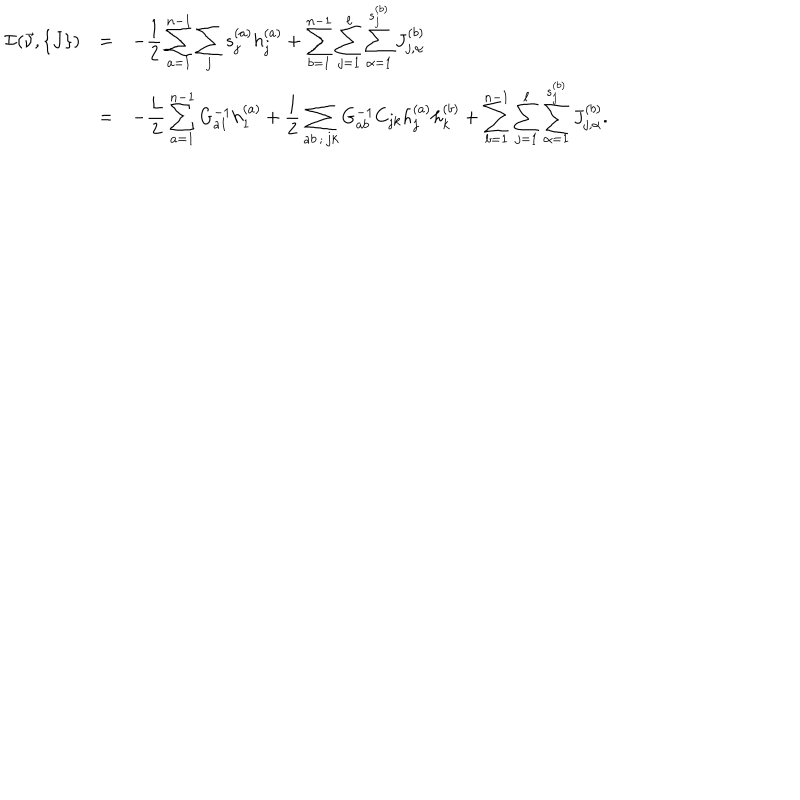 \mathcal{I}(\vec{\nu}, \{J\}) = -\frac{1}{2} \sum_{a=1}^{n-1} \sum_{j} s_j^{(a)} h_j^{(a)} + \sum_{b=1}^{n-1} \sum_{j=1}^{\ell} \sum_{\alpha=1}^{s_j^{(b)}} J_{j,\alpha}^{(b)}
= -\frac{L}{2} \sum_{a=1}^{n-1} G_{a1}^{-1} h_1^{(a)} + \frac{1}{2} \sum_{ab\,;\,jk} G_{ab}^{-1} C_{jk} h_j^{(a)} h_k^{(b)} + \sum_{b=1}^{n-1} \sum_{j=1}^{\ell} \sum_{\alpha=1}^{s_j^{(b)}} J_{j,\alpha}^{(b)}.